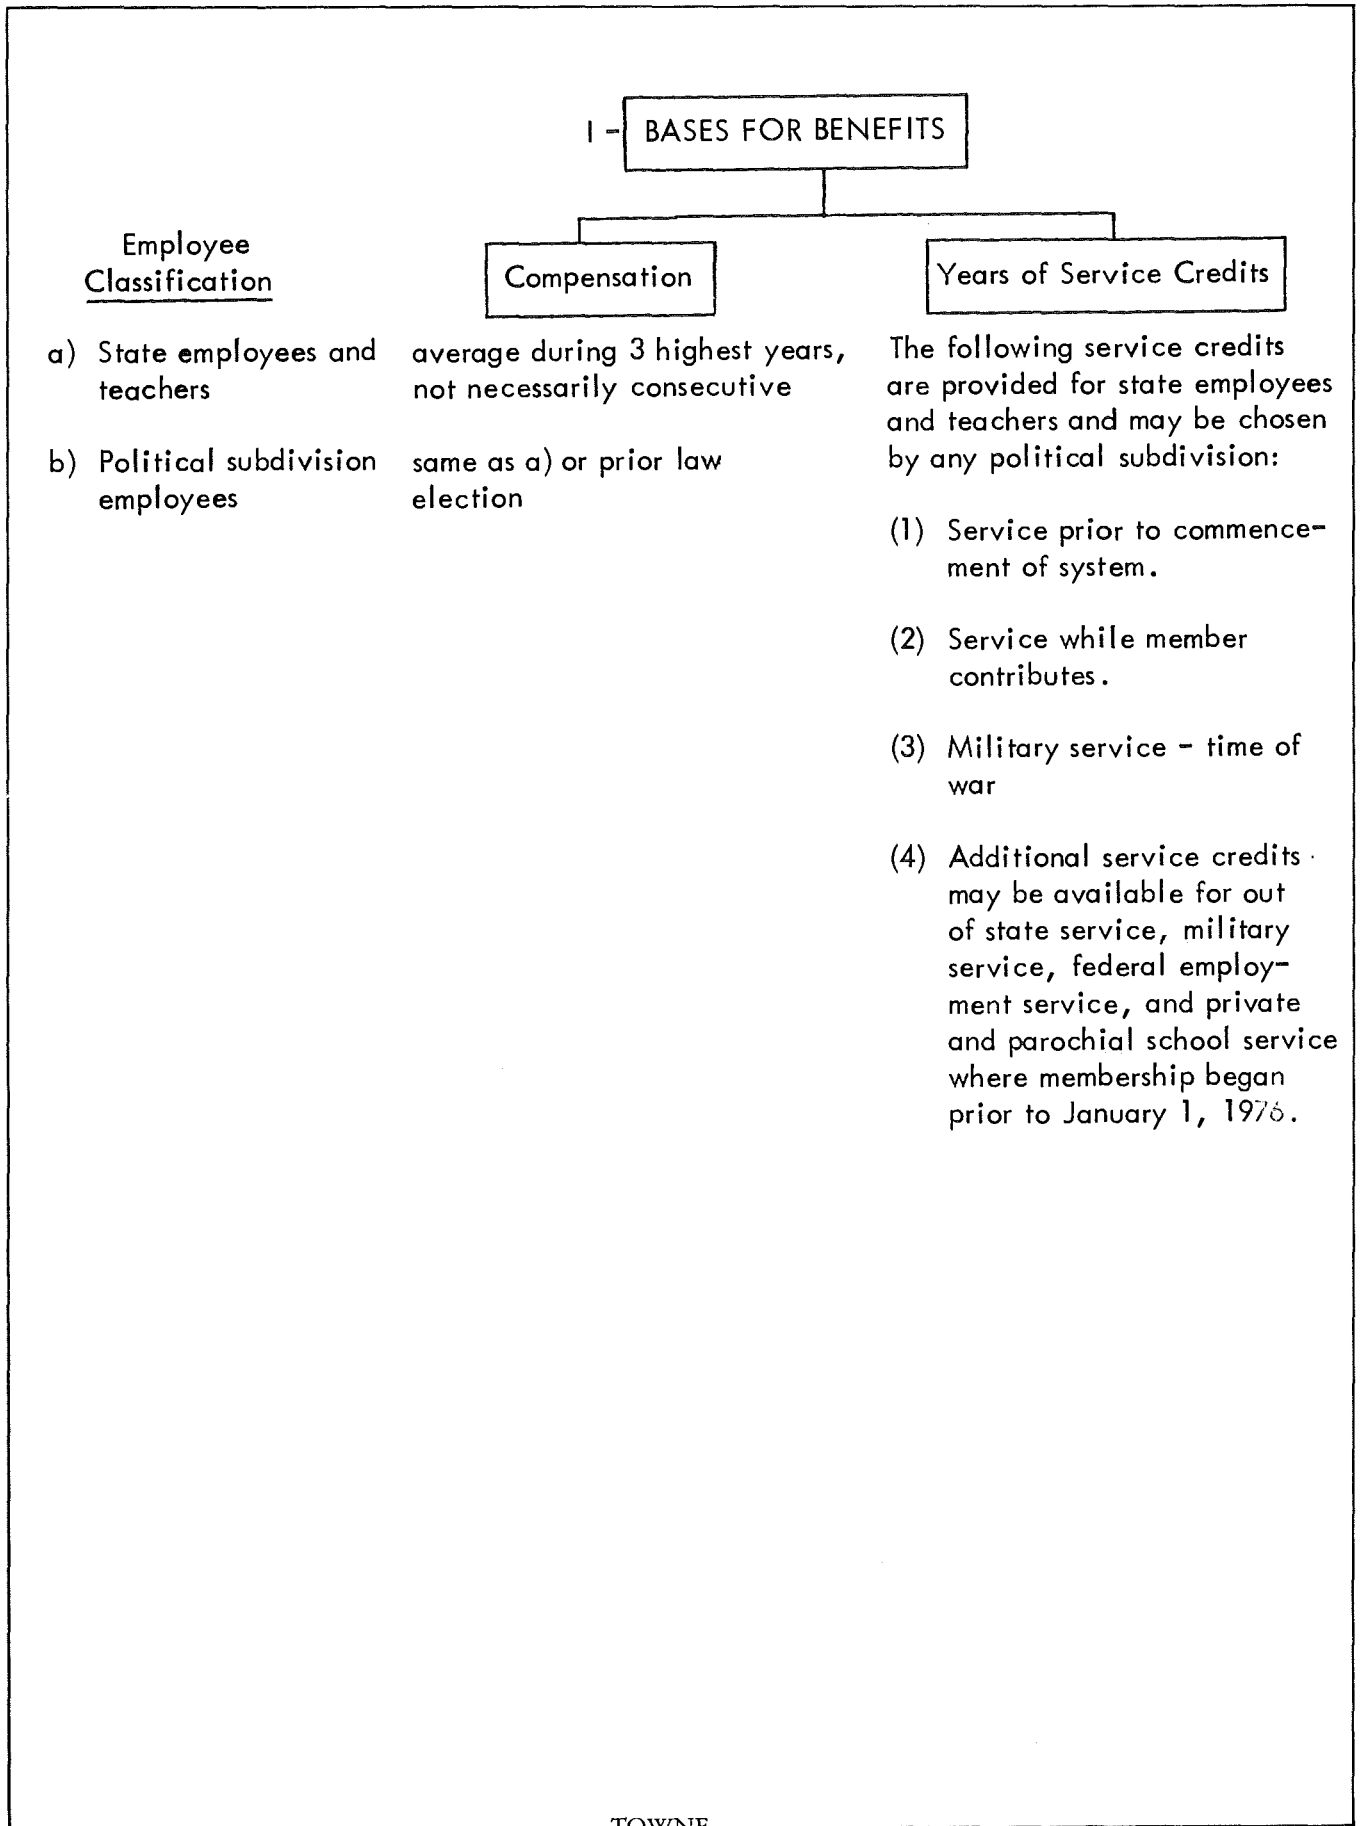 I - BASES FOR BENEFITS
Employee
Classification
Compensation
Years of Service Credits
a) State employees and
teachers
average during 3 highest years,
not necessarily consecutive
b) Political subdivision
employees
same as a) or prior law
election
The following service credits
are provided for state employees
and teachers and may be chosen
by any political subdivision:
(1) Service prior to commence-
ment of system.
(2) Service while member
contributes.
(3) Military service - time of
war
(4) Additional service credits
may be available for out
of state service, military
service, federal employ-
ment service, and private
and parochial school service
where membership began
prior to January 1, 1976.
TOWNE